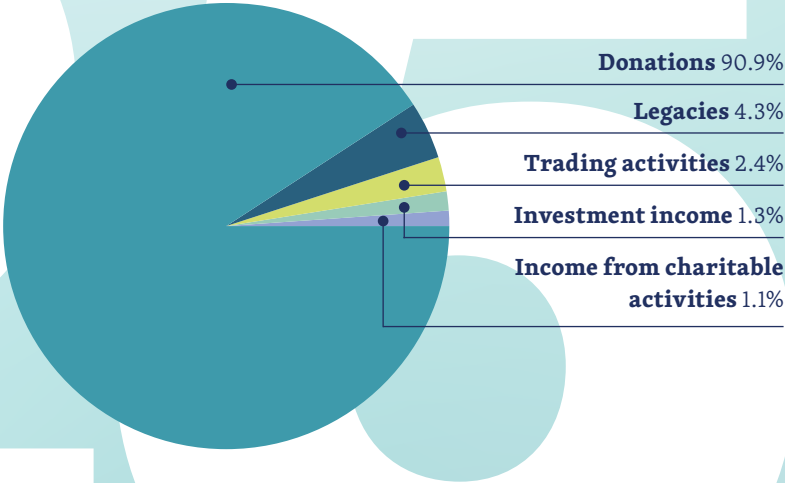 Donations 90.9%
Legacies 4.3%
Trading activities 2.4%
Investment income 1.3%
Income from charitable
activities 1.1%